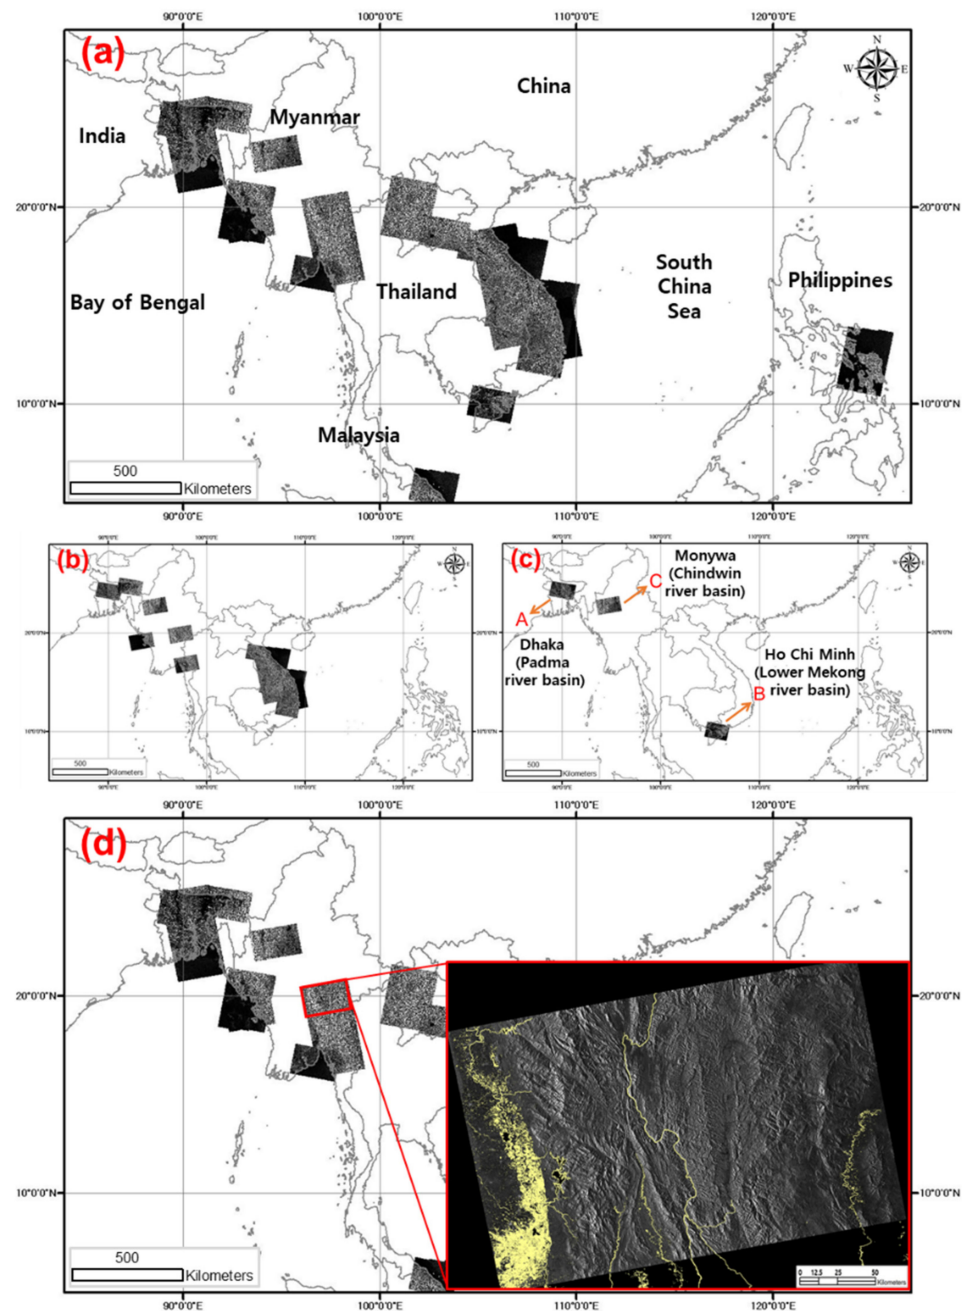 90°0'0"E 100°0'0"E 110°0'0"E 120°0'0"E
(a)
N
W E
S
China
India
Myanmar
20°0'0"N 20°0'0"N
Bay of Bengal
Thailand
South
China
Sea
Philippines
10°0'0"N 10°0'0"N
Malaysia
500
Kilometers
90°0'0"E 100°0'0"E 110°0'0"E 120°0'0"E
(b)
500
Kilometers
(c)
Monywa
(Chindwin
river basin)
C
A
Dhaka
(Padma
river basin)
Ho Chi Minh
(Lower Mekong
river basin)
B
500
Kilometers
90°0'0"E 100°0'0"E 110°0'0"E 120°0'0"E
(d)
20°0'0"N 20°0'0"N
10°0'0"N 10°0'0"N
500
Kilometers
0 12.5 25 50
Kilometers
90°0'0"E 100°0'0"E 110°0'0"E 120°0'0"E